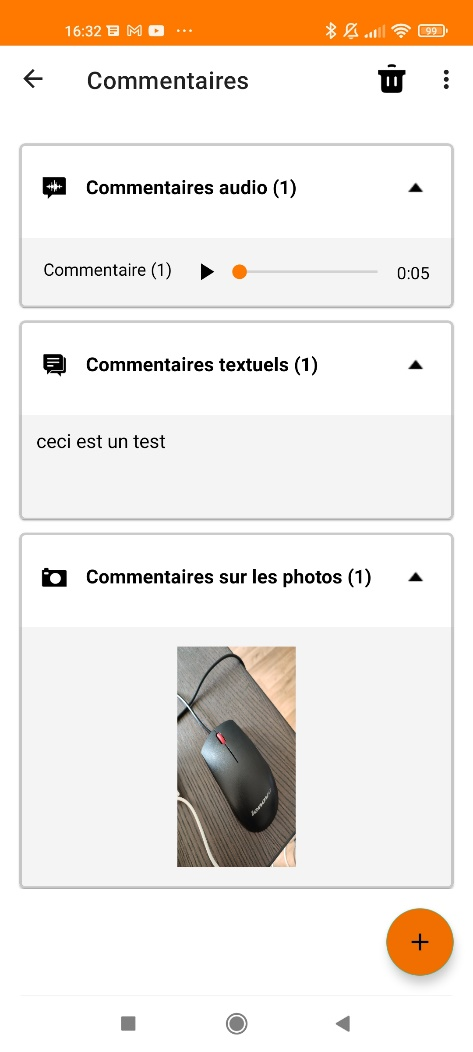 16:32
99
Commentaires
Commentaires audio (1)
Commentaire (1)
0:05
Commentaires textuels (1)
ceci est un test
Commentaires sur les photos (1)
lenovo